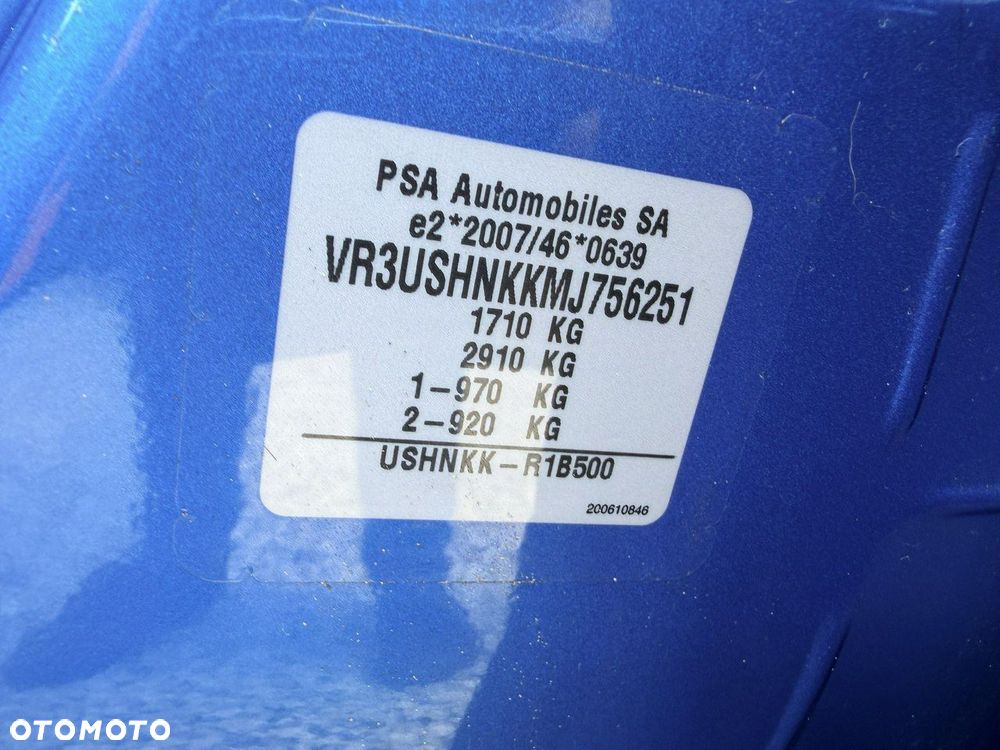 PSA Automobiles SA
e2*2007/46*0639
VR3USHNKKMJ756251
1710 KG
2910 KG
1-970 KG
2-920 KG
USHNKK-R1B500
200610846
OTOMOTO